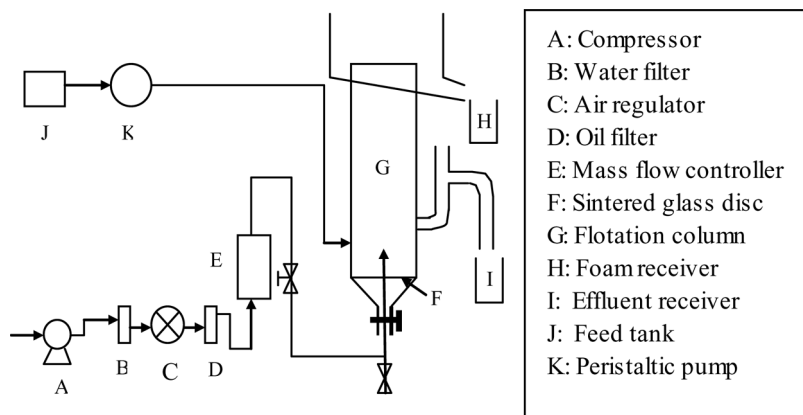 J
K
H
G
E
I
F
A
B
C
D
A: Compressor
B: Water filter
C: Air regulator
D: Oil filter
E: Mass flow controller
F: Sintered glass disc
G: Flotation column
H: Foam receiver
I: Effluent receiver
J: Feed tank
K: Peristaltic pump